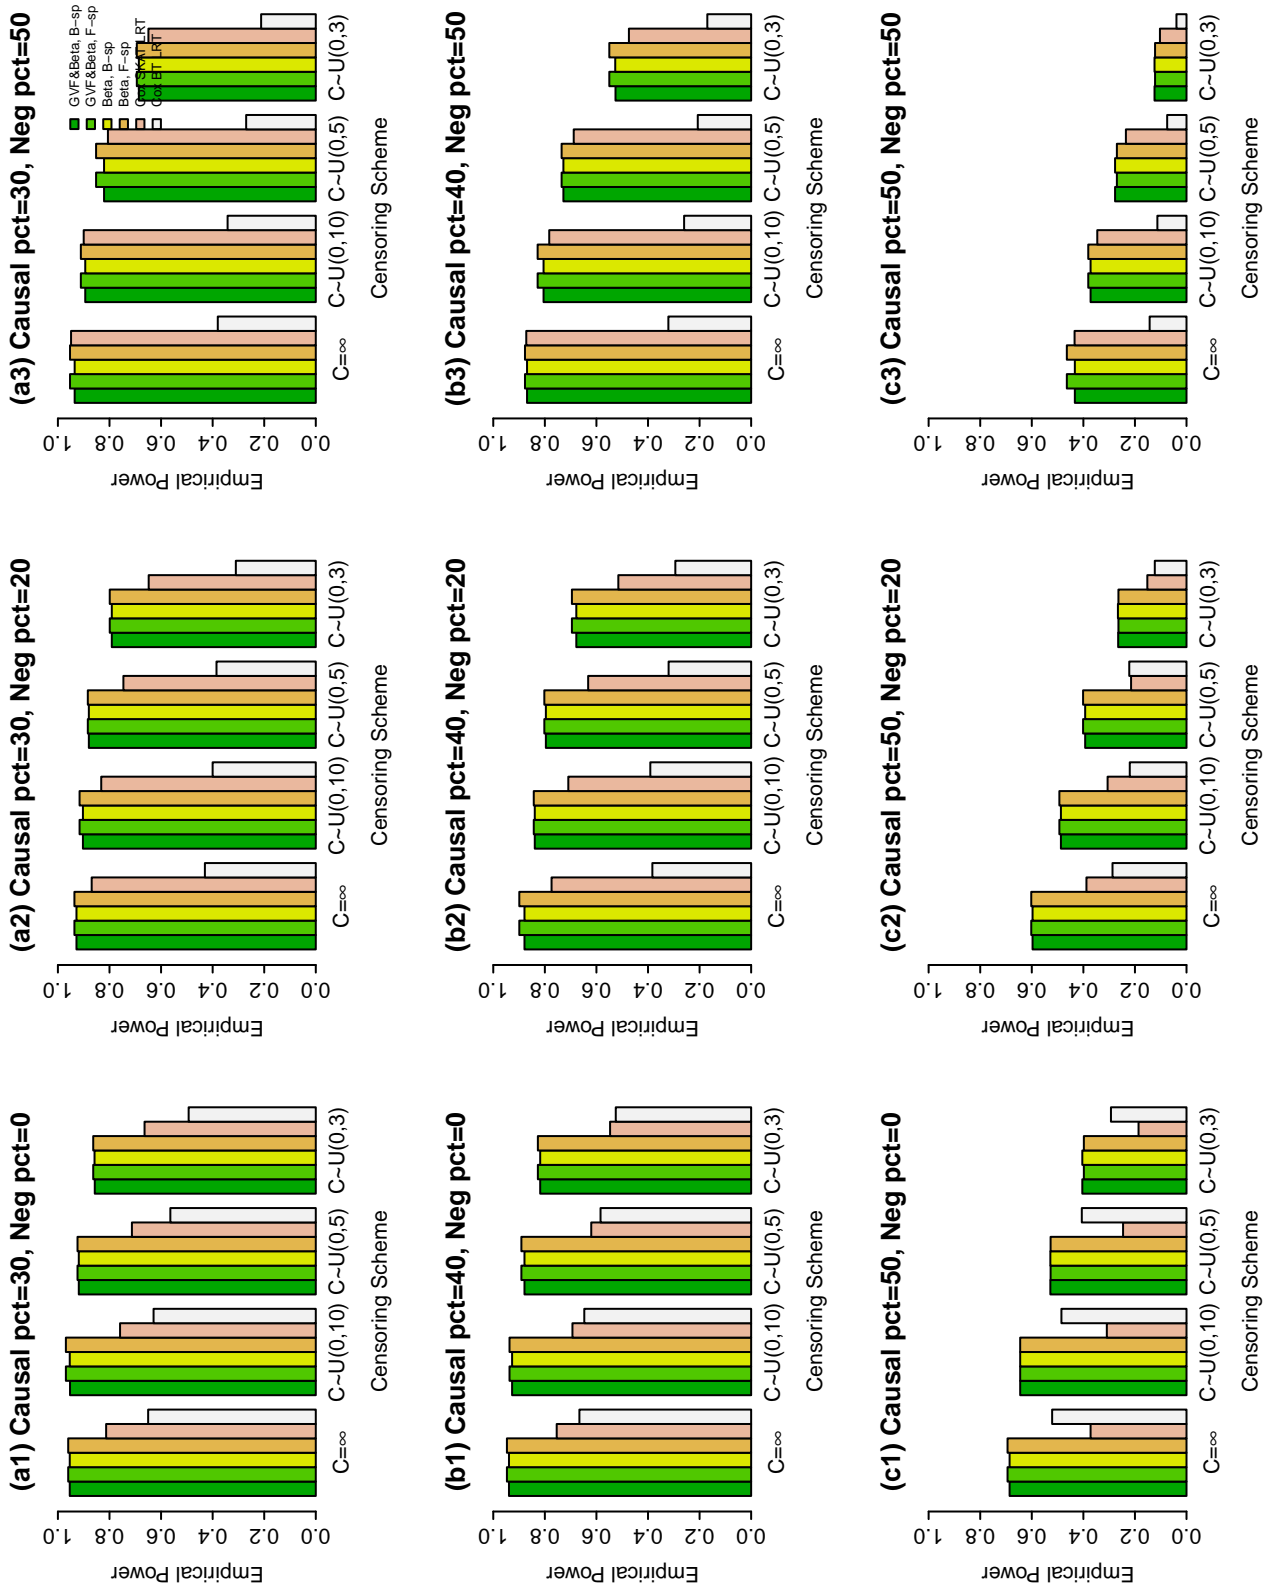 (a1) Causal pct=30, Neg pct=0
Empirical Power
1.0
0.8
0.6
0.4
0.2
0.0
C=∞ C~U(0,10) C~U(0,5) C~U(0,3)
Censoring Scheme
(a2) Causal pct=30, Neg pct=20
Empirical Power
1.0
0.8
0.6
0.4
0.2
0.0
C=∞ C~U(0,10) C~U(0,5) C~U(0,3)
Censoring Scheme
(a3) Causal pct=30, Neg pct=50
GVF&Beta, B−sp
GVF&Beta, F−sp
Beta, B−sp
Beta, F−sp
Cox SKAT LRT
Cox BT LRT
Empirical Power
1.0
0.8
0.6
0.4
0.2
0.0
C=∞ C~U(0,10) C~U(0,5) C~U(0,3)
Censoring Scheme
(b1) Causal pct=40, Neg pct=0
Empirical Power
1.0
0.8
0.6
0.4
0.2
0.0
C=∞ C~U(0,10) C~U(0,5) C~U(0,3)
Censoring Scheme
(b2) Causal pct=40, Neg pct=20
Empirical Power
1.0
0.8
0.6
0.4
0.2
0.0
C=∞ C~U(0,10) C~U(0,5) C~U(0,3)
Censoring Scheme
(b3) Causal pct=40, Neg pct=50
Empirical Power
1.0
0.8
0.6
0.4
0.2
0.0
C=∞ C~U(0,10) C~U(0,5) C~U(0,3)
Censoring Scheme
(c1) Causal pct=50, Neg pct=0
Empirical Power
1.0
0.8
0.6
0.4
0.2
0.0
C=∞ C~U(0,10) C~U(0,5) C~U(0,3)
Censoring Scheme
(c2) Causal pct=50, Neg pct=20
Empirical Power
1.0
0.8
0.6
0.4
0.2
0.0
C=∞ C~U(0,10) C~U(0,5) C~U(0,3)
Censoring Scheme
(c3) Causal pct=50, Neg pct=50
Empirical Power
1.0
0.8
0.6
0.4
0.2
0.0
C=∞ C~U(0,10) C~U(0,5) C~U(0,3)
Censoring Scheme